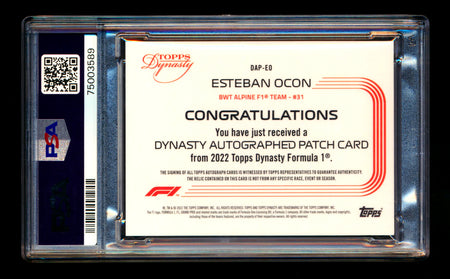 75003589
PSA
TOPPS
Dynasty
DAP-EO
ESTEBAN OCON
BWT ALPINE F1® TEAM - #31
CONGRATULATIONS
You have just received a
DYNASTY AUTOGRAPHED PATCH CARD
from 2022 Topps Dynasty Formula 1®.
THE SIGNING OF ALL TOPPS AUTOGRAPH CARDS IS WITNESSED BY TOPPS REPRESENTATIVES TO GUARANTEE AUTHENTICITY.
THE RELIC CONTAINED ON THIS CARD IS NOT FROM ANY SPECIFIC RACE, EVENT OR SEASON.
F1
Topps